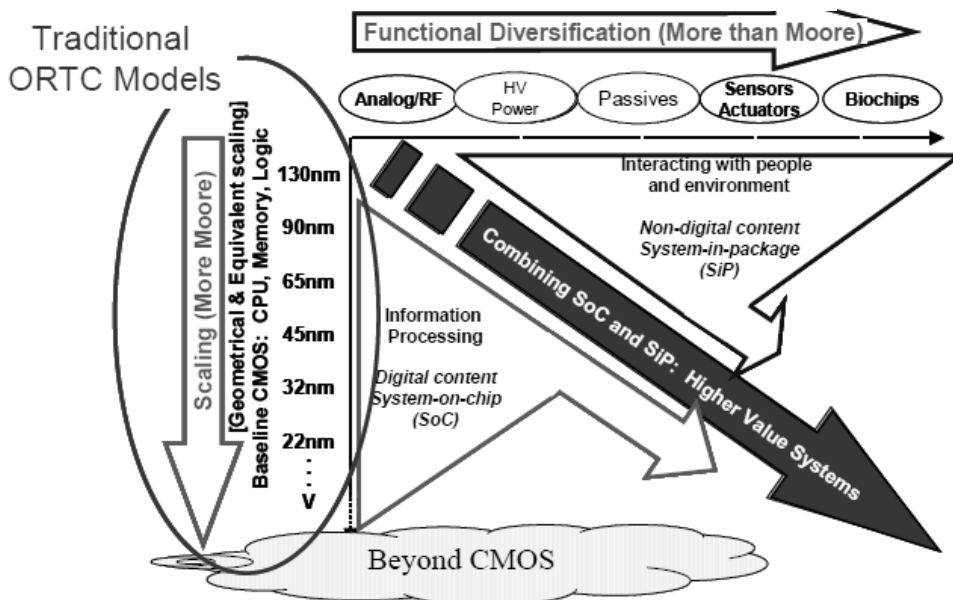 Traditional
ORTC Models
Functional Diversification (More than Moore)
Analog/RF
HV
Power
Passives
Sensors
Actuators
Biochips
Scaling (More Moore)
[Geometrical & Equivalent scaling]
Baseline CMOS: CPU, Memory, Logic
130nm
90nm
65nm
45nm
32nm
22nm
.
.
.
V
Interacting with people
and environment
Non-digital content
System-in-package
(SiP)
Combining SoC and SiP: Higher Value Systems
Information
Processing
Digital content
System-on-chip
(SoC)
Beyond CMOS